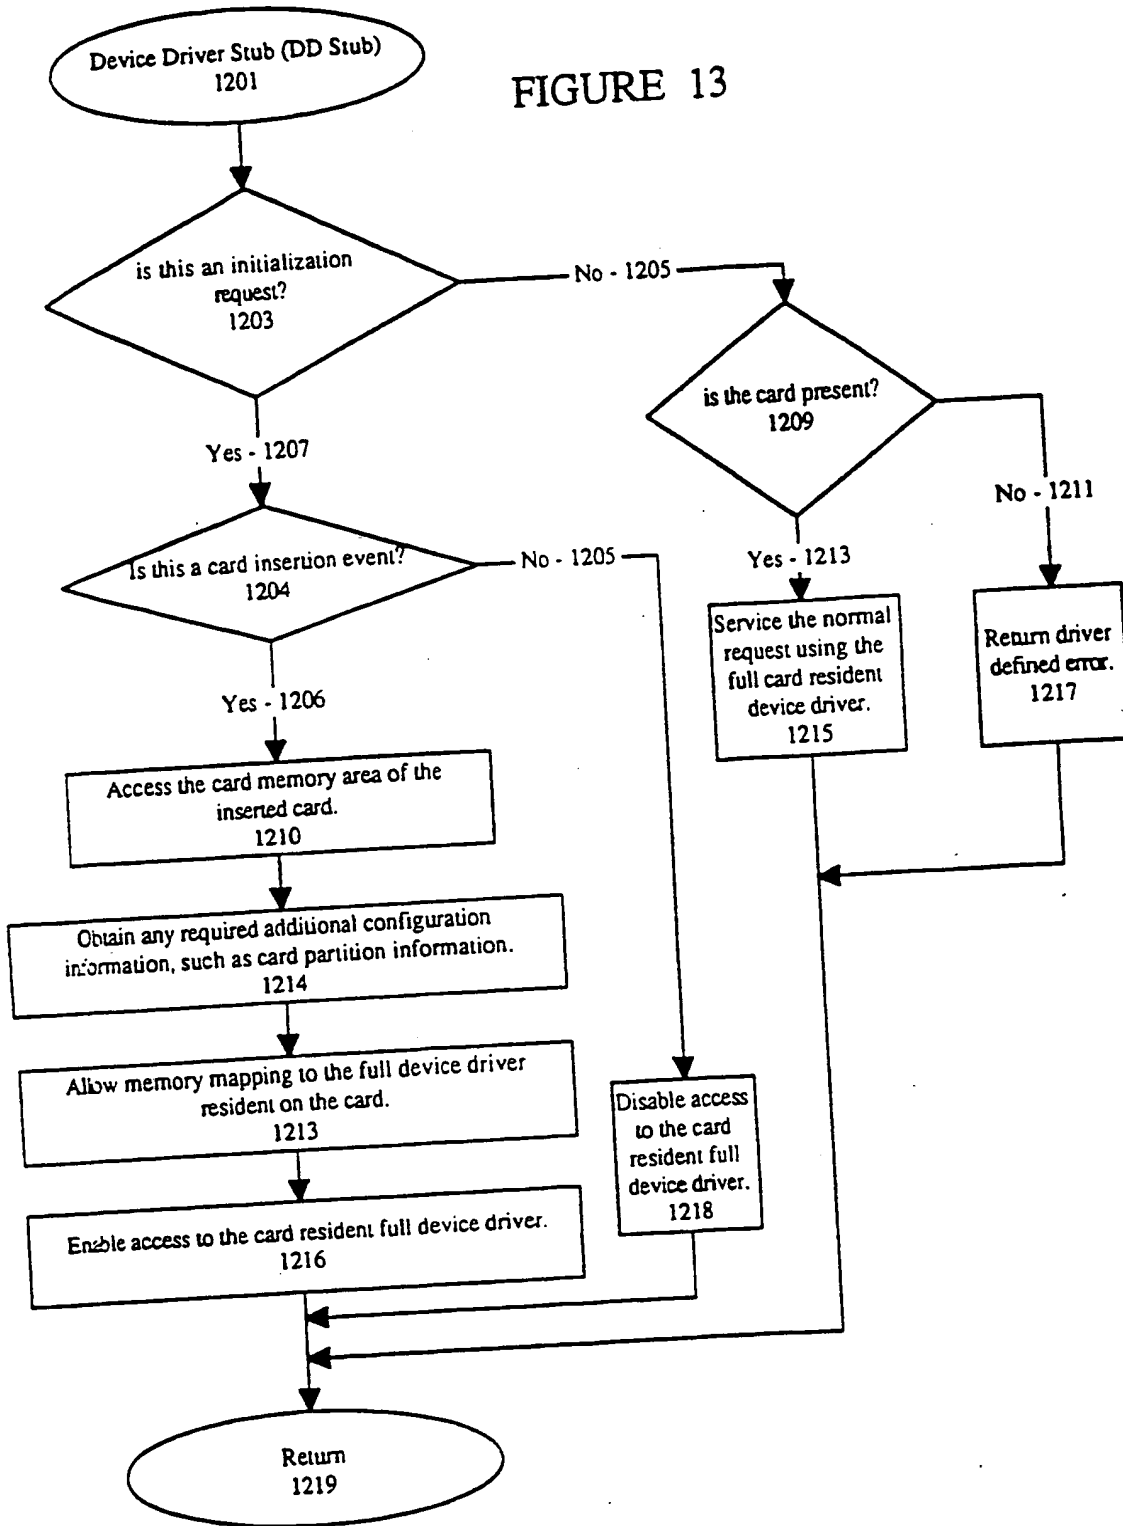 Device Driver Stub (DD Stub)
1201
FIGURE 13
is this an initialization
request?
1203
No - 1205
is the card present?
1209
Yes - 1207
No - 1211
Is this a card insertion event?
1204
No - 1205
Yes - 1213
Service the normal
request using the
full card resident
device driver.
1215
Return driver
defined error.
1217
Yes - 1206
Access the card memory area of the
inserted card.
1210
Obtain any required additional configuration
information, such as card partition information.
1214
Allow memory mapping to the full device driver
resident on the card.
1213
Disable access
to the card
resident full
device driver.
1218
Enable access to the card resident full device driver.
1216
Return
1219